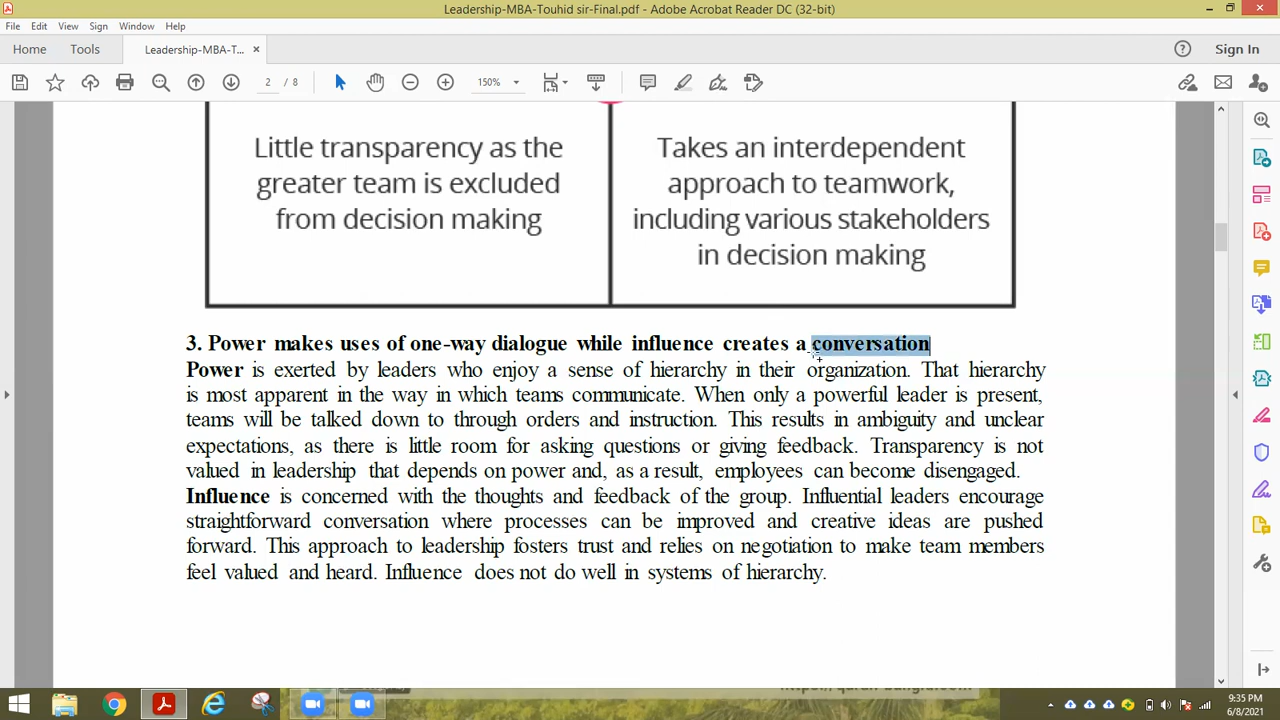 Leadership-MBA-Touhid sir-Final.pdf - Adobe Acrobat Reader DC (32-bit)
File Edit View Window Help
Home Tools Leadership-MBA-T... × Sign In
2 / 8 150%
Little transparency as the
greater team is excluded
from decision making
Takes an interdependent
approach to teamwork,
including various stakeholders
in decision making
3. Power makes uses of one-way dialogue while influence creates a conversation
Power is exerted by leaders who enjoy a sense of hierarchy in their organization. That hierarchy
is most apparent in the way in which teams communicate. When only a powerful leader is present,
teams will be talked down to through orders and instruction. This results in ambiguity and unclear
expectations, as there is little room for asking questions or giving feedback. Transparency is not
valued in leadership that depends on power and, as a result, employees can become disengaged.
Influence is concerned with the thoughts and feedback of the group. Influential leaders encourage
straightforward conversation where processes can be improved and creative ideas are pushed
forward. This approach to leadership fosters trust and relies on negotiation to make team members
feel valued and heard. Influence does not do well in systems of hierarchy.
9:35 PM
6/8/2021